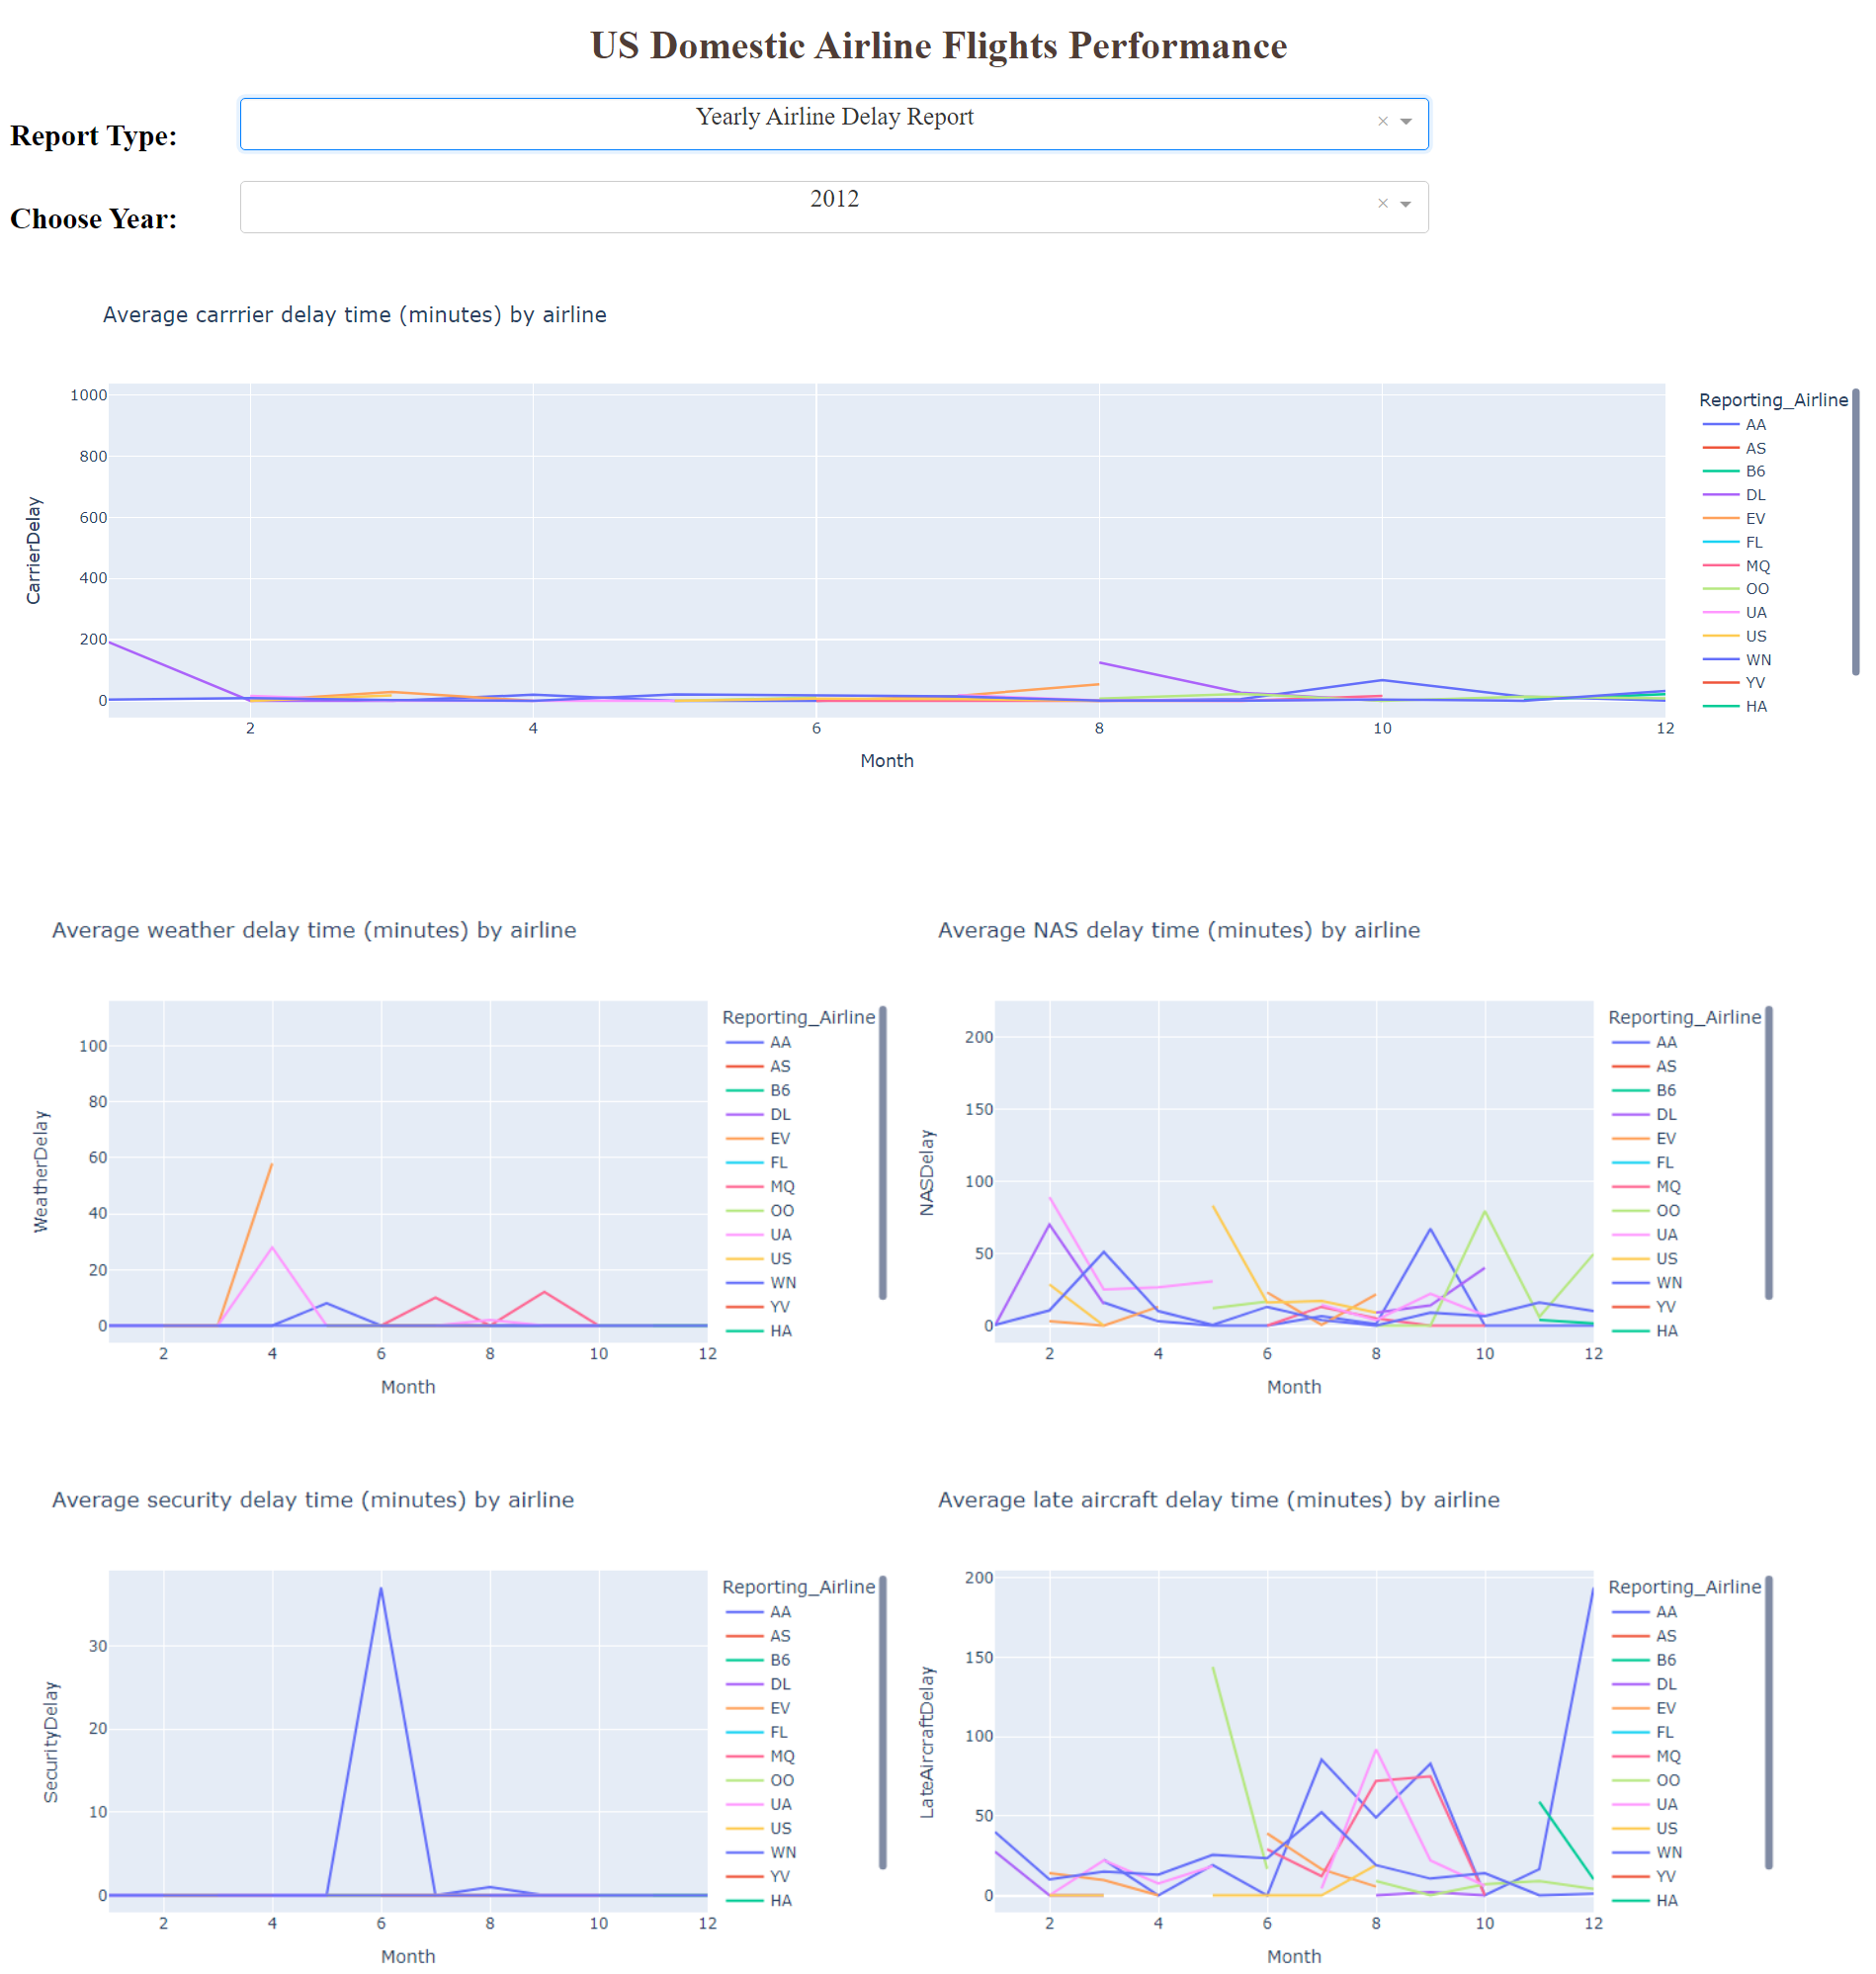 US Domestic Airline Flights Performance
Report Type:
Yearly Airline Delay Report
×
Choose Year:
2012
×
Average carrrier delay time (minutes) by airline
CarrierDelay
1000
800
600
400
200
0
2 4 6 8 10 12
Month
Reporting_Airline
AA
AS
B6
DL
EV
FL
MQ
OO
UA
US
WN
YV
HA
Average weather delay time (minutes) by airline
WeatherDelay
100
80
60
40
20
0
2 4 6 8 10 12
Month
Reporting_Airline
AA
AS
B6
DL
EV
FL
MQ
OO
UA
US
WN
YV
HA
Average NAS delay time (minutes) by airline
NASDelay
200
150
100
50
0
2 4 6 8 10 12
Month
Reporting_Airline
AA
AS
B6
DL
EV
FL
MQ
OO
UA
US
WN
YV
HA
Average security delay time (minutes) by airline
SecurityDelay
30
20
10
0
2 4 6 8 10 12
Month
Reporting_Airline
AA
AS
B6
DL
EV
FL
MQ
OO
UA
US
WN
YV
HA
Average late aircraft delay time (minutes) by airline
LateAircraftDelay
200
150
100
50
0
2 4 6 8 10 12
Month
Reporting_Airline
AA
AS
B6
DL
EV
FL
MQ
OO
UA
US
WN
YV
HA